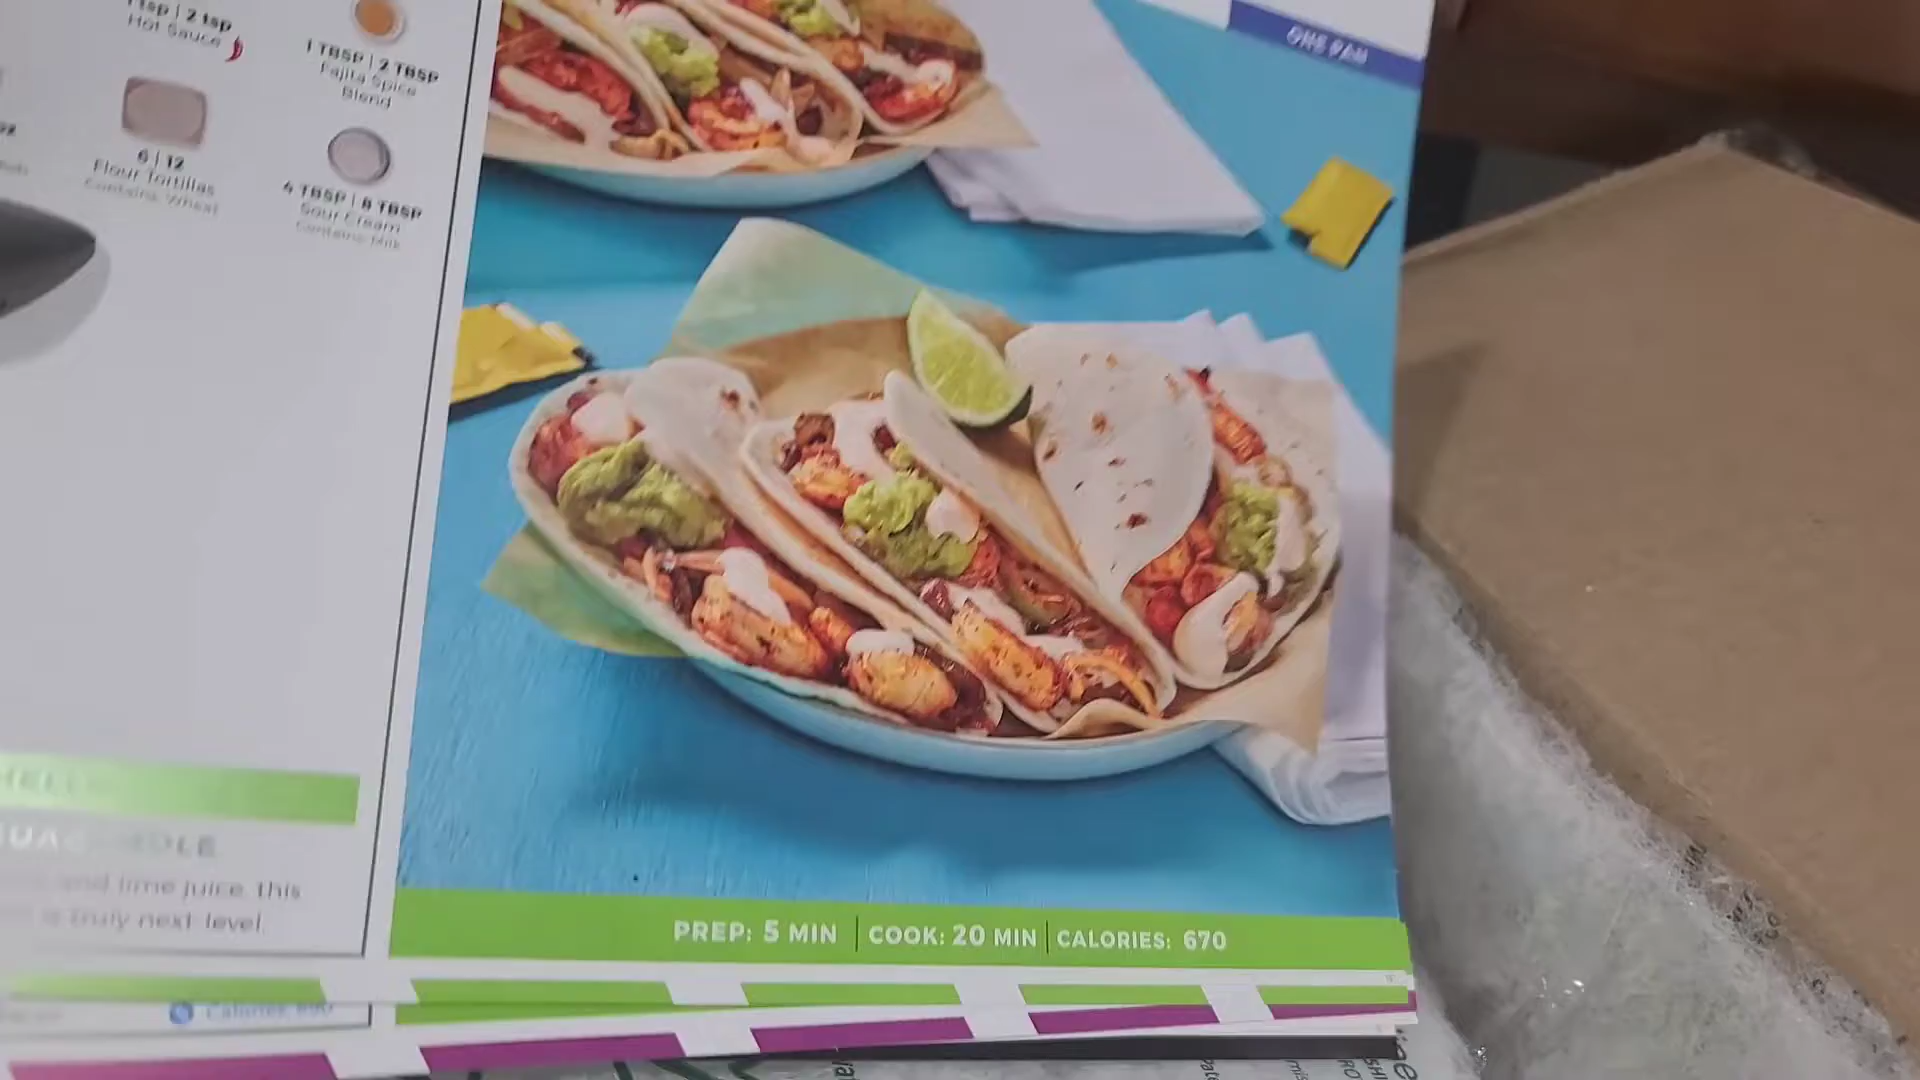 1 tsp | 2 tsp
Hot Sauce
1 TBSP | 2 TBSP
Fajita Spice
Blend
6 | 12
Flour Tortillas
Contains: Wheat
4 TBSP | 8 TBSP
Sour Cream
Contains: Milk
ONE PAN
HELL
and lime juice, this
is truly next-level.
PREP: 5 MIN | COOK: 20 MIN | CALORIES: 670
Calories: